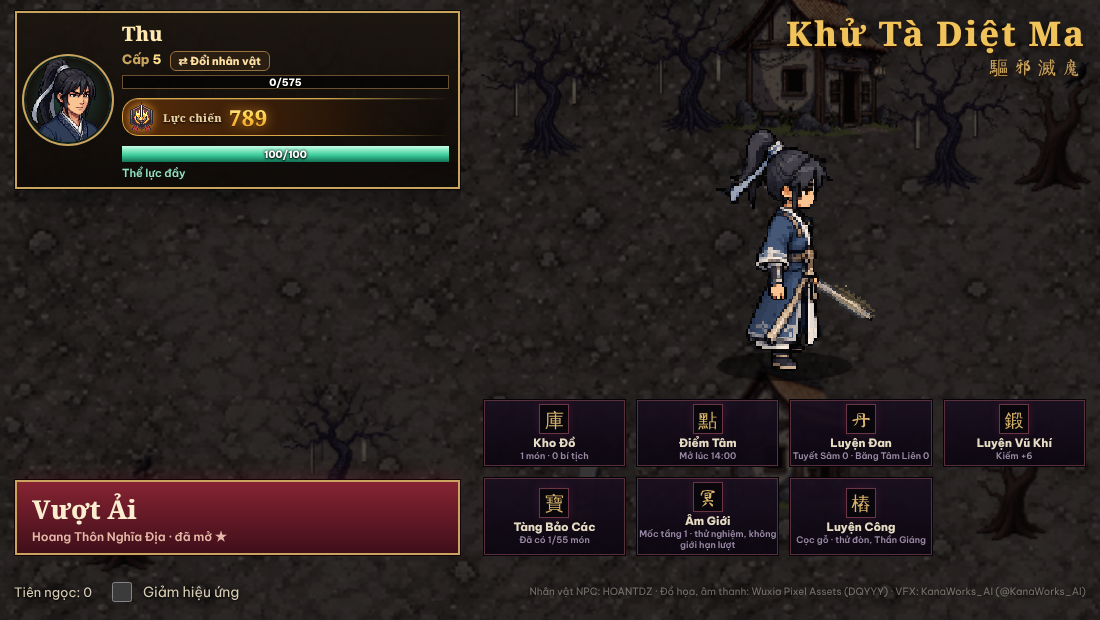 Thu
Cấp 5 ⇄ Đổi nhân vật
0/575
Lực chiến 789
100/100
Thể lực đầy
Khử Tà Diệt Ma
驅邪滅魔
庫
Kho Đồ
1 món · 0 bí tịch
點
Điểm Tâm
Mở lúc 14:00
丹
Luyện Đan
Tuyết Sâm 0 · Băng Tâm Liên 0
鍛
Luyện Vũ Khí
Kiếm +6
Vượt Ải
Hoang Thôn Nghĩa Địa · đã mở ★
寶
Tàng Bảo Các
Đã có 1/55 món
冥
Âm Giới
Mốc tầng 1 · thử nghiệm, không
giới hạn lượt
樁
Luyện Công
Cọc gỗ · thử đòn, Thần Giáng
Tiên ngọc: 0
Giảm hiệu ứng
Nhân vật NPC: HOANTDZ · Đồ họa, âm thanh: Wuxia Pixel Assets (DQYYY) · VFX: KanaWorks_AI (@KanaWorks_AI)